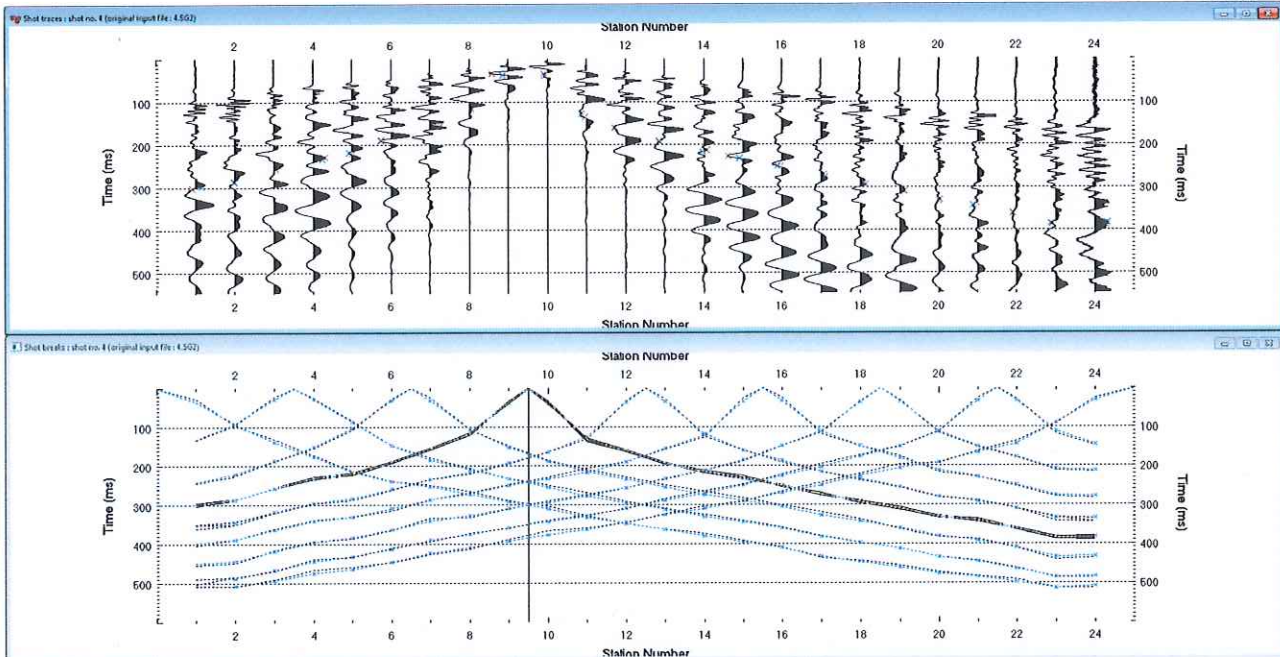 Shot traces : shot no. 4 (original input file : 4.SG2)
Station Number
2 4 6 8 10 12 14 16 18 20 22 24
100 100
200 200
Time (ms) Time (ms)
300 300
400 400
500 500
2 4 6 8 10 12 14 16 18 20 22 24
Station Number
Shot breaks : shot no. 4 (original input file : 4.SG2)
Station Number
2 4 6 8 10 12 14 16 18 20 22 24
100 100
200 200
Time (ms) Time (ms)
300 300
400 400
500 500
2 4 6 8 10 12 14 16 18 20 22 24
Station Number